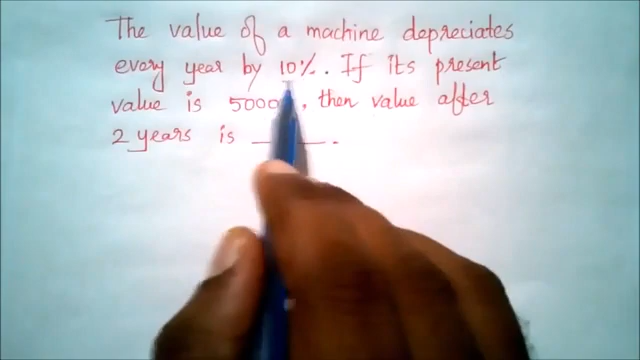 The value of a machine depreciates
every year by 10%. If its present
value is 5000, then value after
2 years is ____.